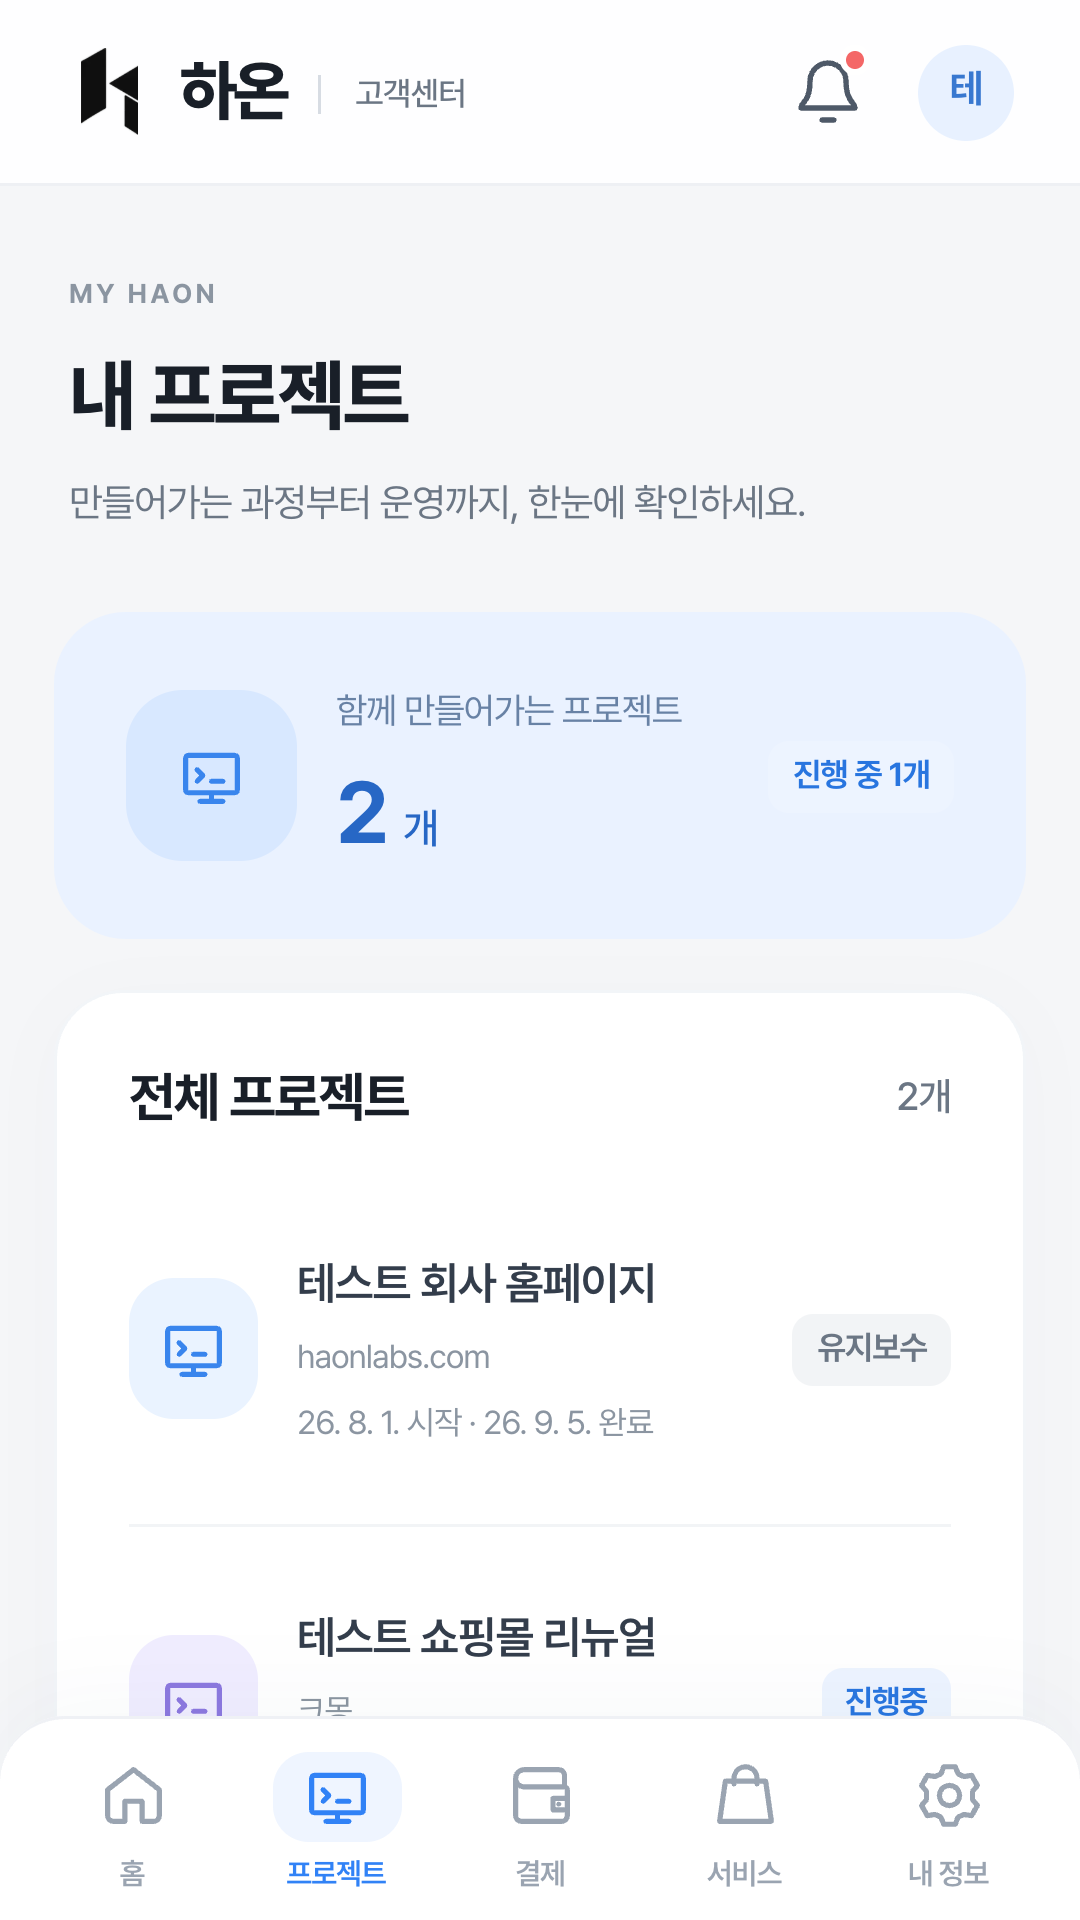 하온
고객센터
테
MY HAON
내 프로젝트
만들어가는 과정부터 운영까지, 한눈에 확인하세요.
함께 만들어가는 프로젝트
2 개
진행 중 1개
전체 프로젝트
2개
테스트 회사 홈페이지
haonlabs.com
26. 8. 1. 시작 · 26. 9. 5. 완료
유지보수
테스트 쇼핑몰 리뉴얼
크몽
진행중
홈
프로젝트
결제
서비스
내 정보